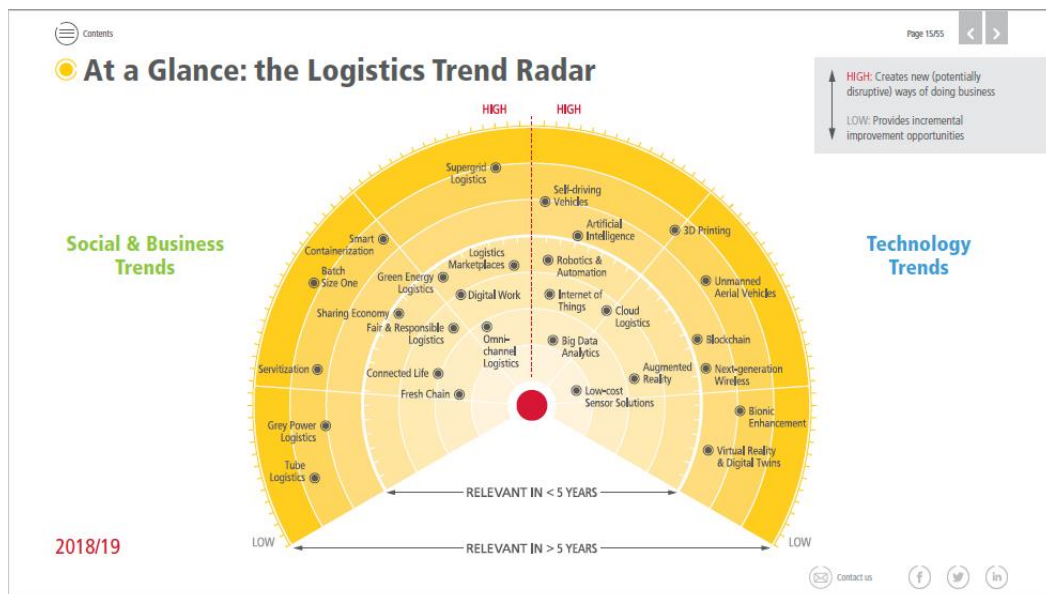 Contents
Page 15/55
At a Glance: the Logistics Trend Radar
HIGH: Creates new (potentially
disruptive) ways of doing business
LOW: Provides incremental
improvement opportunities
HIGH
HIGH
Social & Business
Trends
Technology
Trends
Supergrid
Logistics
Smart
Containerization
Batch
Size One
Logistics
Marketplaces
Green Energy
Logistics
Digital Work
Sharing Economy
Fair & Responsible
Logistics
Omni-
channel
Logistics
Servitization
Connected Life
Fresh Chain
Grey Power
Logistics
Tube
Logistics
Self-driving
Vehicles
Artificial
Intelligence
3D Printing
Robotics &
Automation
Unmanned
Aerial Vehicles
Internet of
Things
Cloud
Logistics
Big Data
Analytics
Blockchain
Augmented
Reality
Next-generation
Wireless
Low-cost
Sensor Solutions
Bionic
Enhancement
Virtual Reality
& Digital Twins
RELEVANT IN < 5 YEARS
LOW
RELEVANT IN > 5 YEARS
LOW
2018/19
Contact us
f
in